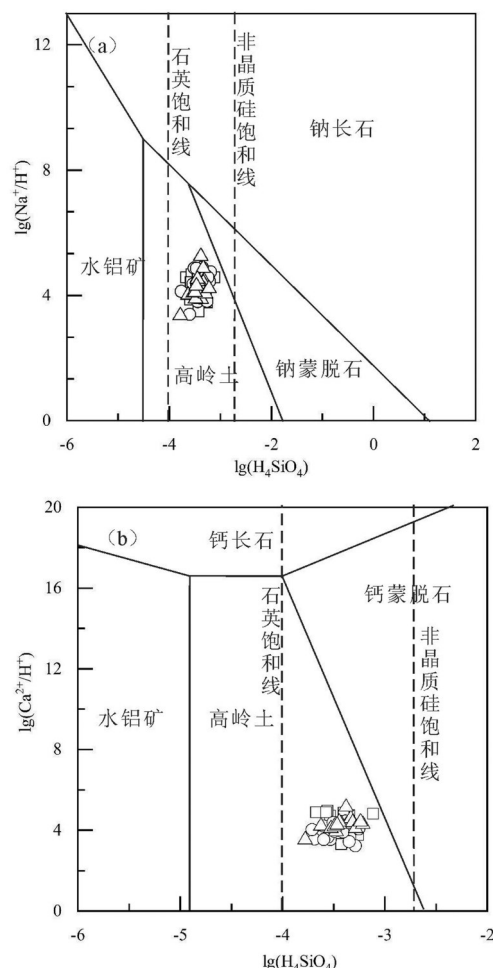 (a)
石英饱和线
非晶质硅饱和线
钠长石
水铝矿
高岭土
钠蒙脱石
lg(Na⁺/H⁺)
12
8
4
0
-6
-4
-2
0
2
lg(H₄SiO₄)
(b)
钙长石
石英饱和线
钙蒙脱石
非晶质硅饱和线
水铝矿
高岭土
lg(Ca²⁺/H⁺)
20
16
12
8
4
0
-6
-5
-4
-3
-2
lg(H₄SiO₄)